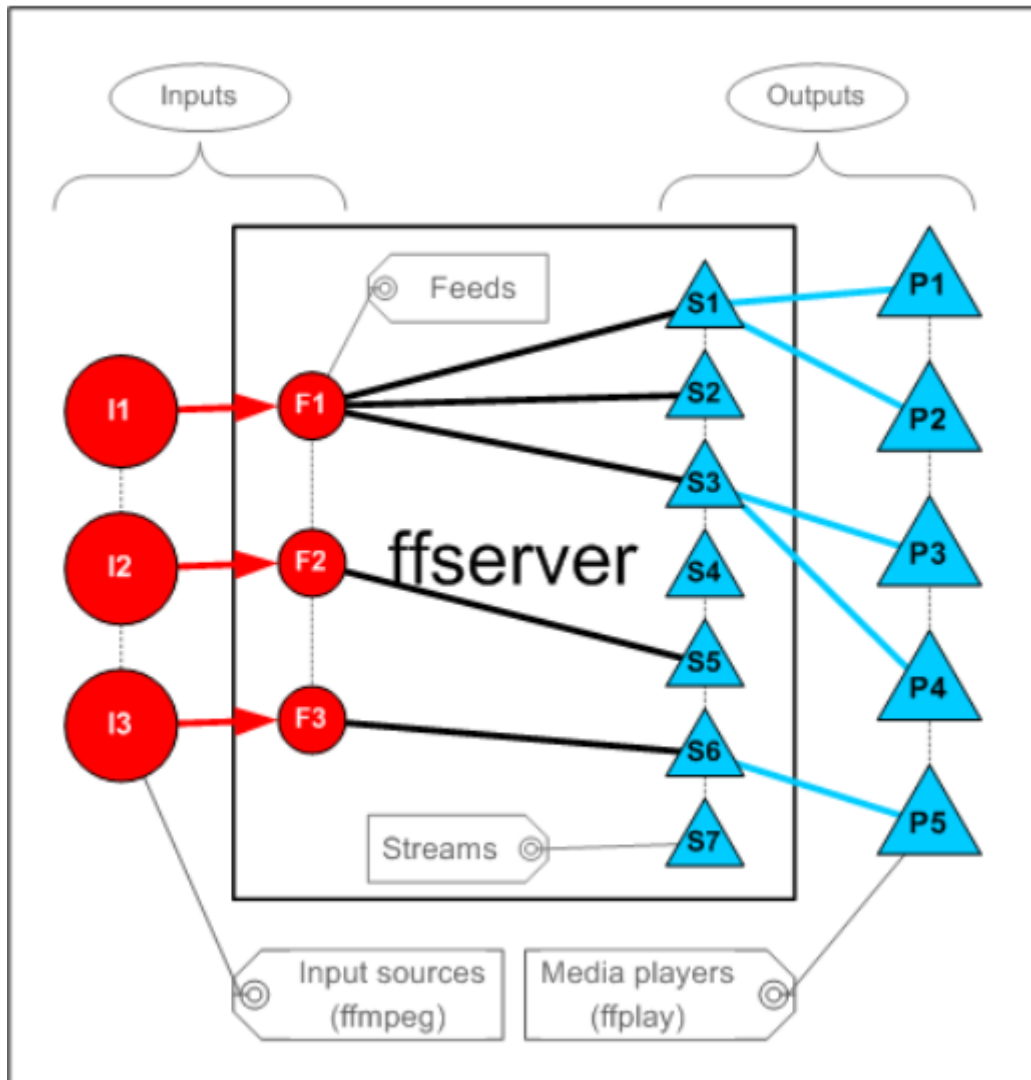 Inputs
Outputs
Feeds
I1
I2
I3
F1
F2
F3
ffserver
S1
S2
S3
S4
S5
S6
S7
P1
P2
P3
P4
P5
Streams
Input sources
(ffmpeg)
Media players
(ffplay)